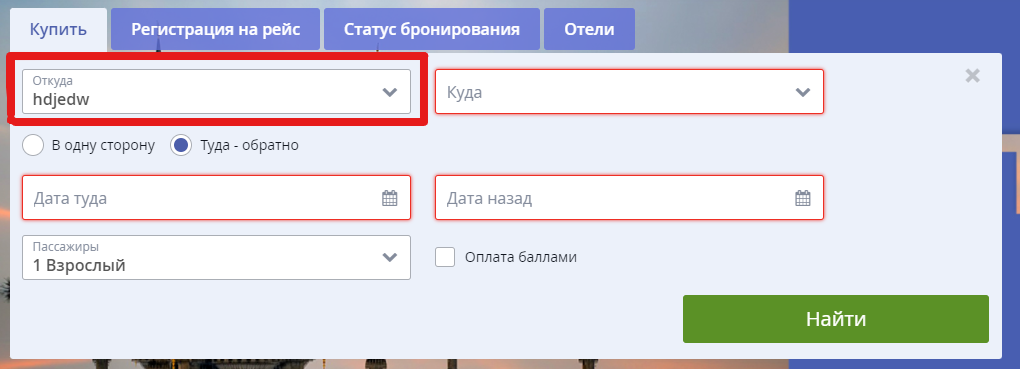 Купить
Регистрация на рейс
Статус бронирования
Отели
Откуда
hdjedw
Куда
В одну сторону
Туда - обратно
Дата туда
Дата назад
Пассажиры
1 Взрослый
Оплата баллами
Найти